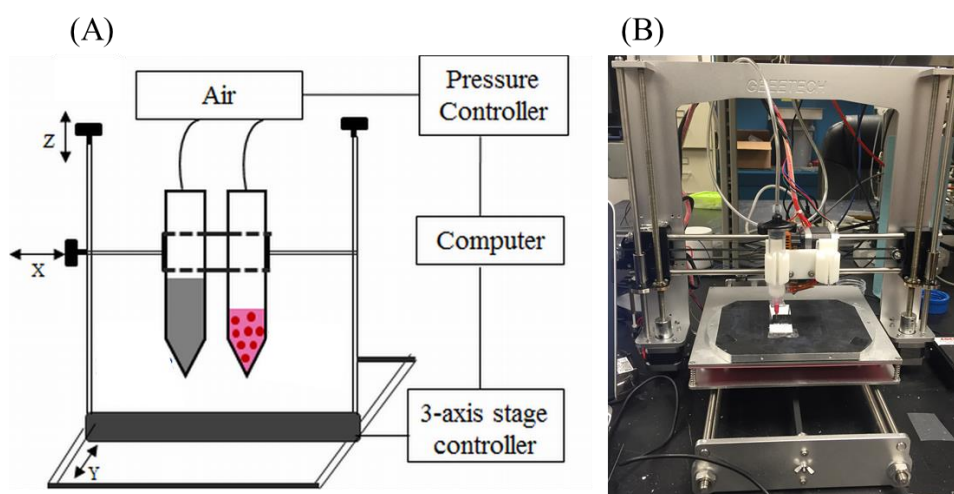 (A)
(B)
Air
Pressure
Controller
Z
X
Computer
3-axis stage
controller
Y
GEEETECH